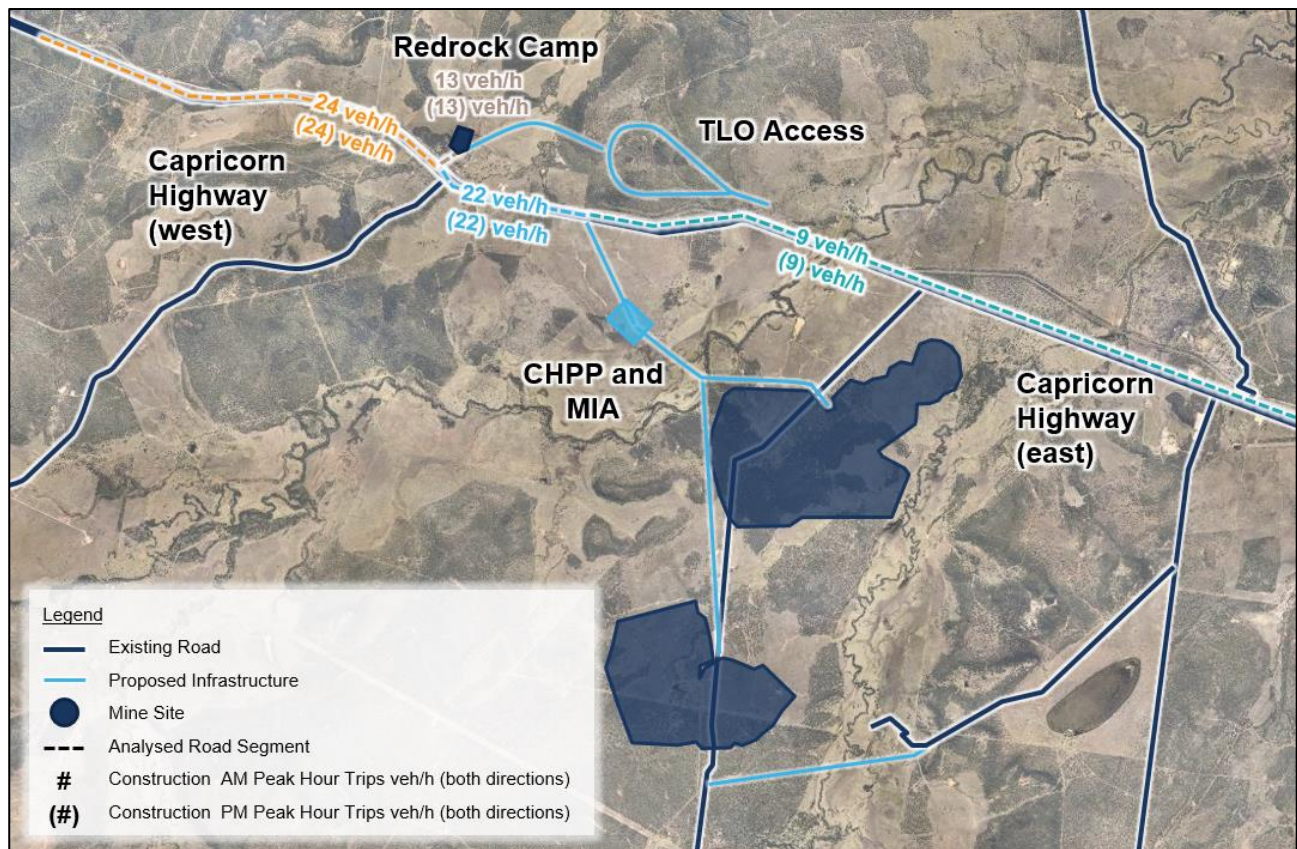 Redrock Camp
13 veh/h
(13) veh/h
24 veh/h
(24) veh/h
TLO Access
Capricorn
Highway
(west)
22 veh/h
(22) veh/h
9 veh/h
(9) veh/h
CHPP and
MIA
Capricorn
Highway
(east)
Legend
Existing Road
Proposed Infrastructure
Mine Site
Analysed Road Segment
# Construction AM Peak Hour Trips veh/h (both directions)
(#) Construction PM Peak Hour Trips veh/h (both directions)